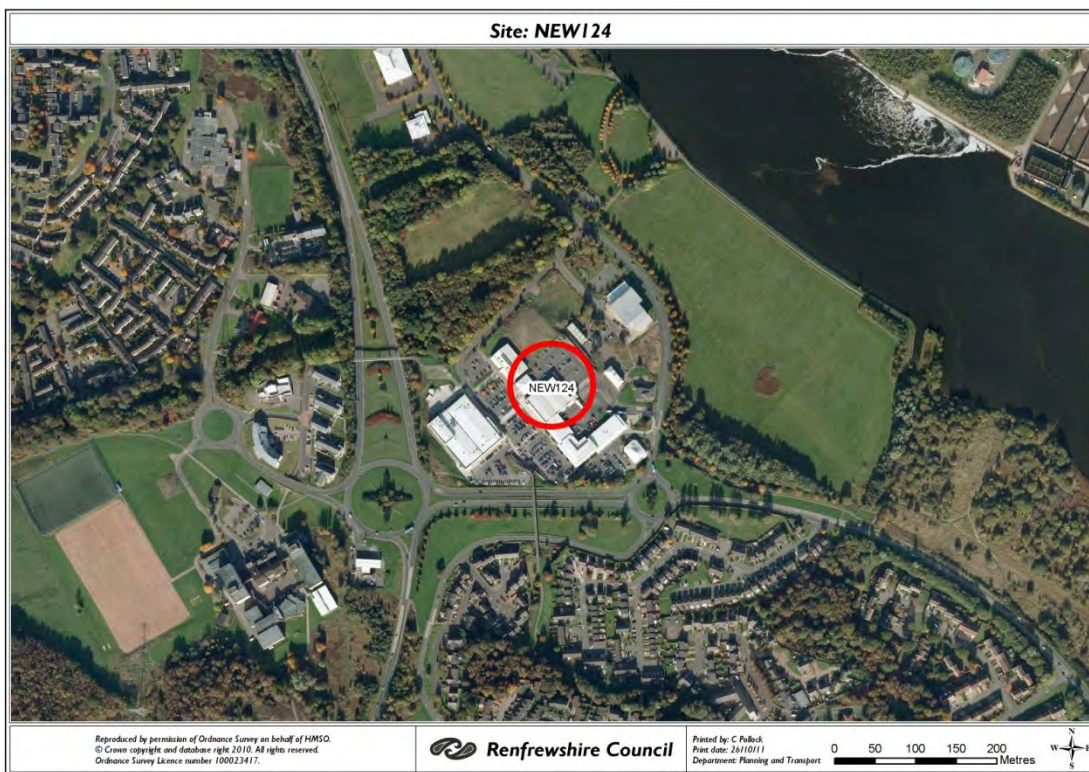 Site: NEW124
NEW124
Reproduced by permission of Ordnance Survey on behalf of HMSO.
© Crown copyright and database right 2010. All rights reserved.
Ordnance Survey Licence number 100023417.
Renfrewshire Council
Printed by: C Pollock
Print date: 26/10/11
Department: Planning and Transport
0 50 100 150 200
Metres
N
W E
S